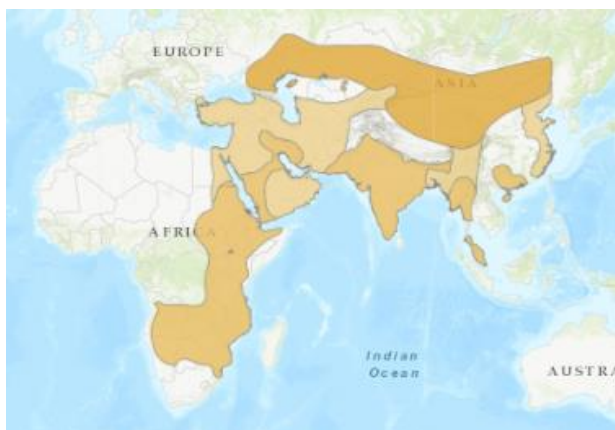 EUROPE
ASIA
AFRICA
Indian
Ocean
AUSTRA